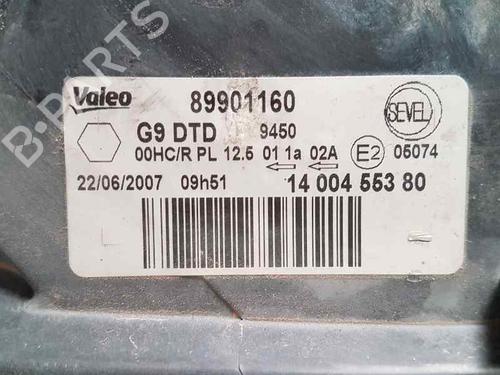 B-PARTS
Valeo 89901160 SEVEL
G9 DTD 9450
00HC/R PL 12.5 01 1a 02A E2 05074
22/06/2007 09h51 14 004 553 80